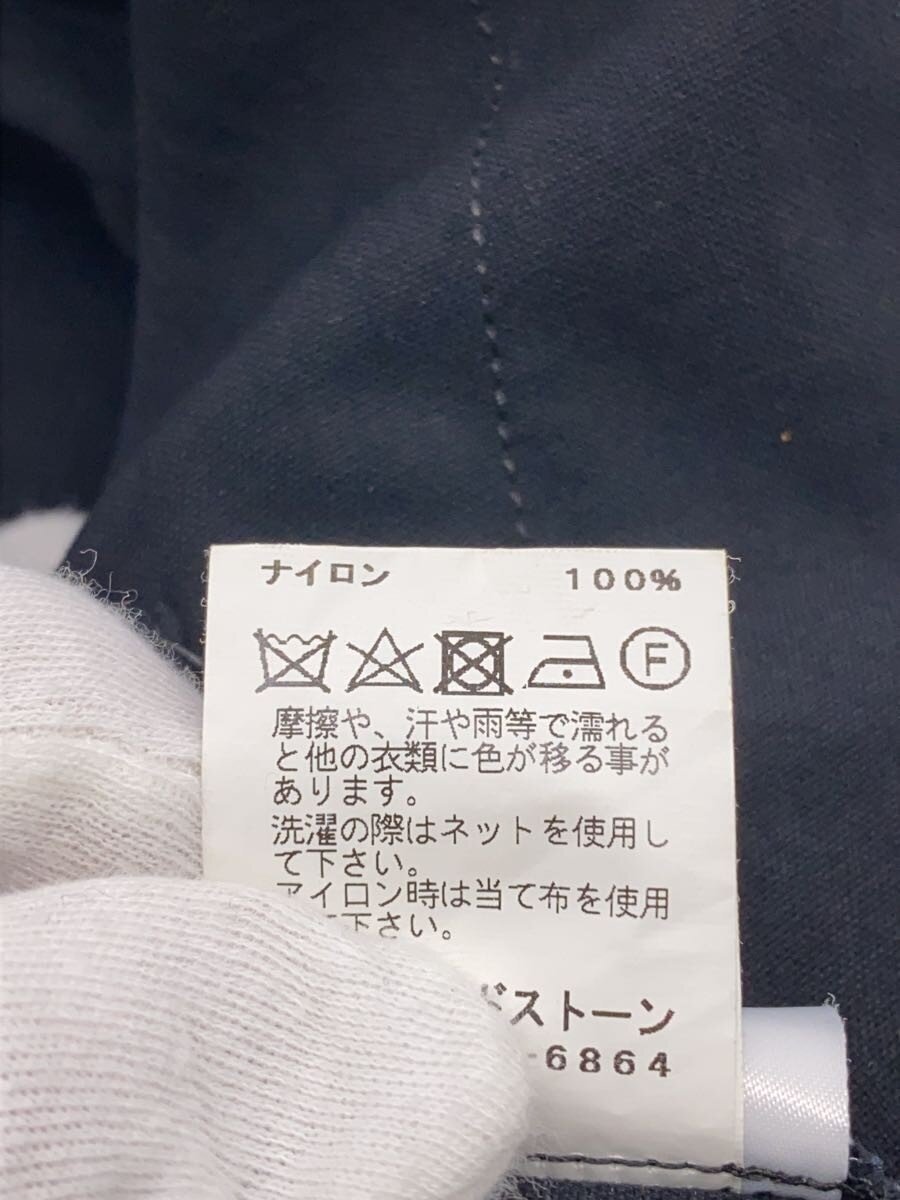 ナイロン 100%
F
摩擦や、汗や雨等で濡れる
と他の衣類に色が移る事が
あります。
洗濯の際はネットを使用し
て下さい。
アイロン時は当て布を使用
て下さい。
ドストーン
-6864